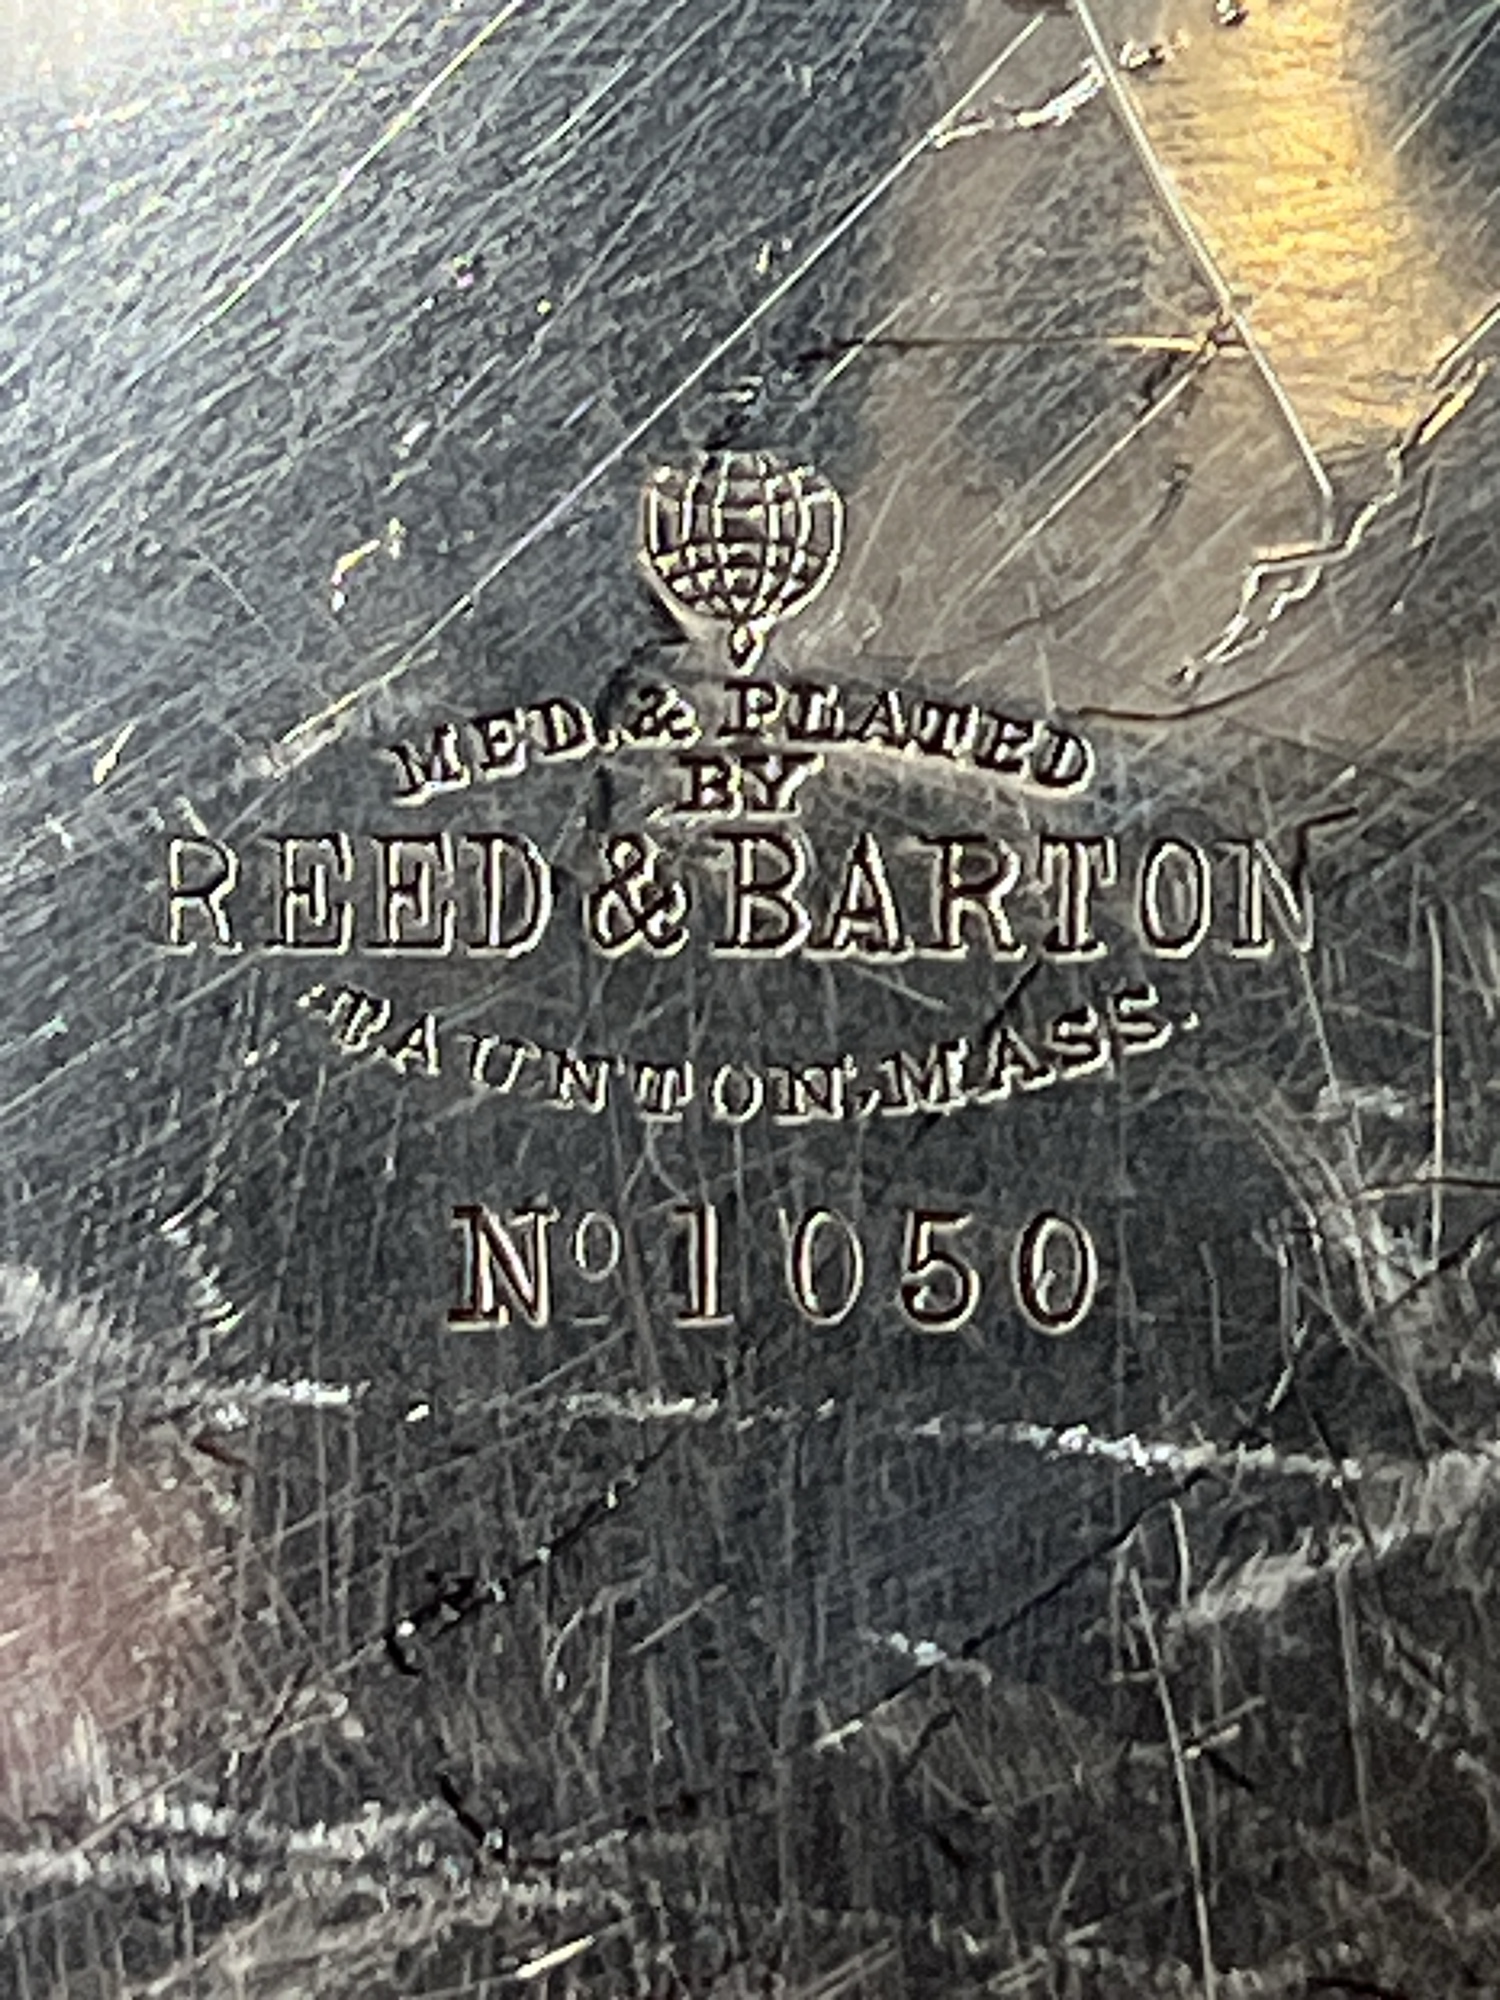 MFD. & PLATED
BY
REED & BARTON
TAUNTON, MASS.
No 1050